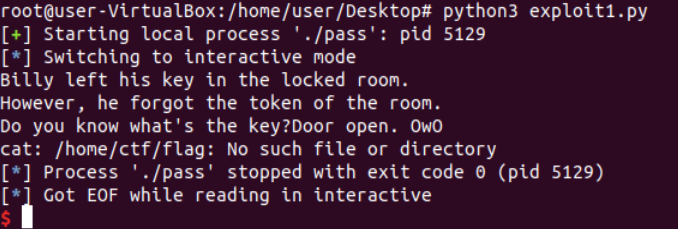 root@user-VirtualBox:/home/user/Desktop# python3 exploit1.py
[+] Starting local process './pass': pid 5129
[*] Switching to interactive mode
Billy left his key in the locked room.
However, he forgot the token of the room.
Do you know what's the key?Door open. OwO
cat: /home/ctf/flag: No such file or directory
[*] Process './pass' stopped with exit code 0 (pid 5129)
[*] Got EOF while reading in interactive
$